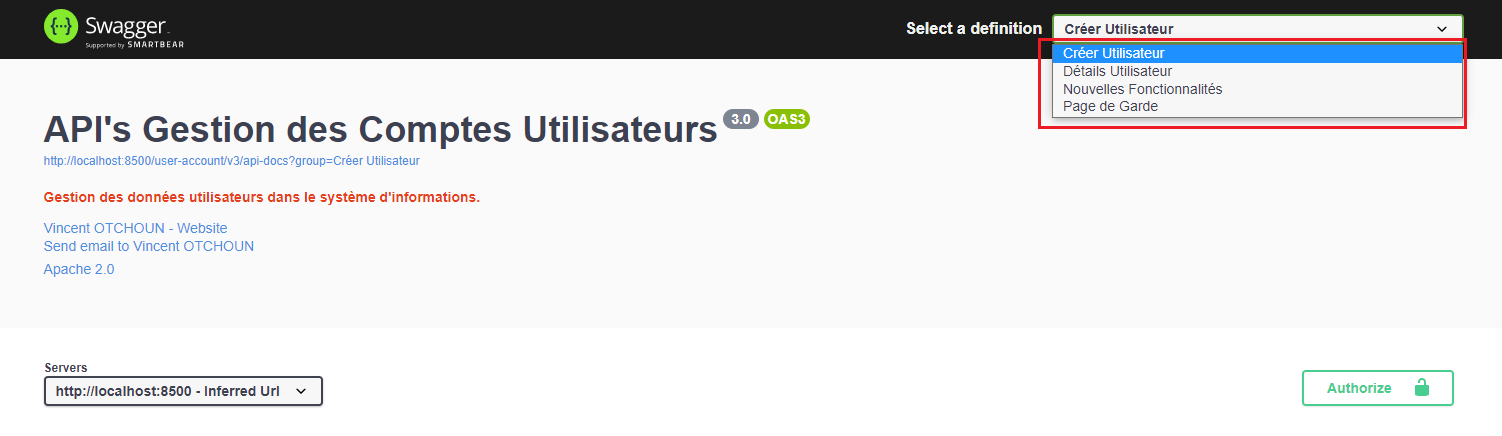 Swagger
Supported by SMARTBEAR
Select a definition
Créer Utilisateur
Créer Utilisateur
Détails Utilisateur
Nouvelles Fonctionnalités
Page de Garde
API's Gestion des Comptes Utilisateurs 3.0 OAS3
http://localhost:8500/user-account/v3/api-docs?group=Créer Utilisateur
Gestion des données utilisateurs dans le système d'informations.
Vincent OTCHOUN - Website
Send email to Vincent OTCHOUN
Apache 2.0
Servers
http://localhost:8500 - Inferred Url
Authorize